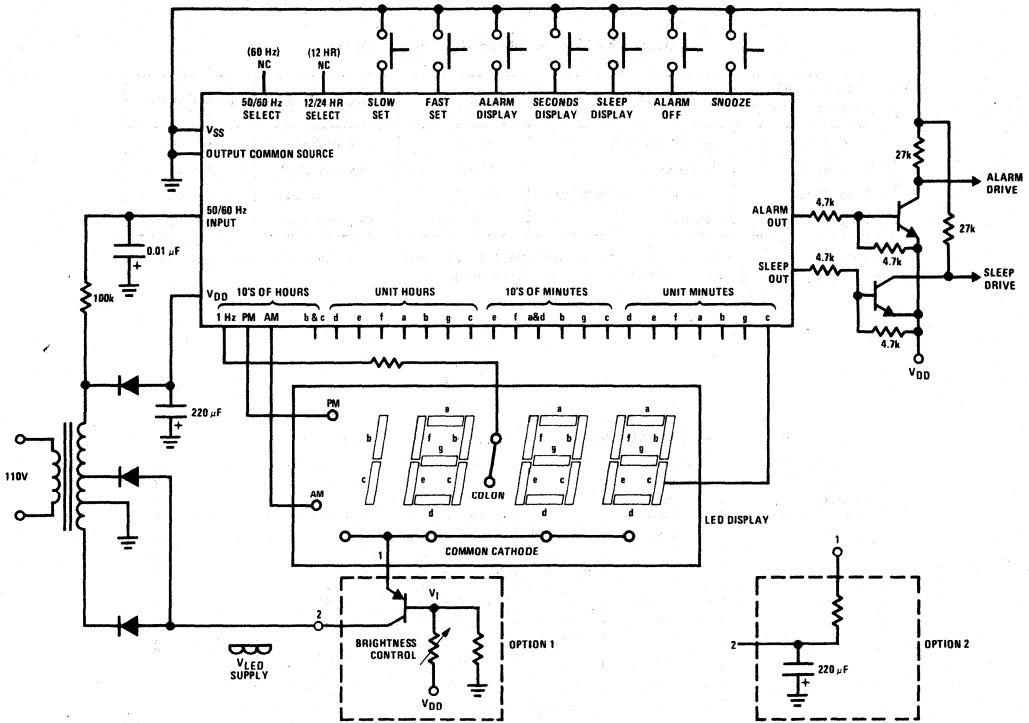 (60 Hz) (12 HR)
NC NC
50/60 Hz 12/24 HR SLOW FAST ALARM SECONDS SLEEP ALARM SNOOZE
SELECT SELECT SET SET DISPLAY DISPLAY DISPLAY OFF
VSS
OUTPUT COMMON SOURCE
27k
ALARM
DRIVE
50/60 Hz
INPUT
ALARM
OUT
4.7k
27k
0.01 μF
+
4.7k
SLEEP
OUT
4.7k
SLEEP
DRIVE
100k
VDD
10'S OF HOURS UNIT HOURS 10'S OF MINUTES UNIT MINUTES
1 Hz PM AM b & c d e f a b g c e f a&d b g c d e f a b g c
4.7k
VDD
220 μF
+
PM
a a a
b f b f b f b
g g g
110V
c e c e c e c
COLON
AM
d d d
LED DISPLAY
COMMON CATHODE
1
1
VI
2
BRIGHTNESS
CONTROL
OPTION 1
2
OPTION 2
VLED
SUPPLY
220 μF
+
VDD